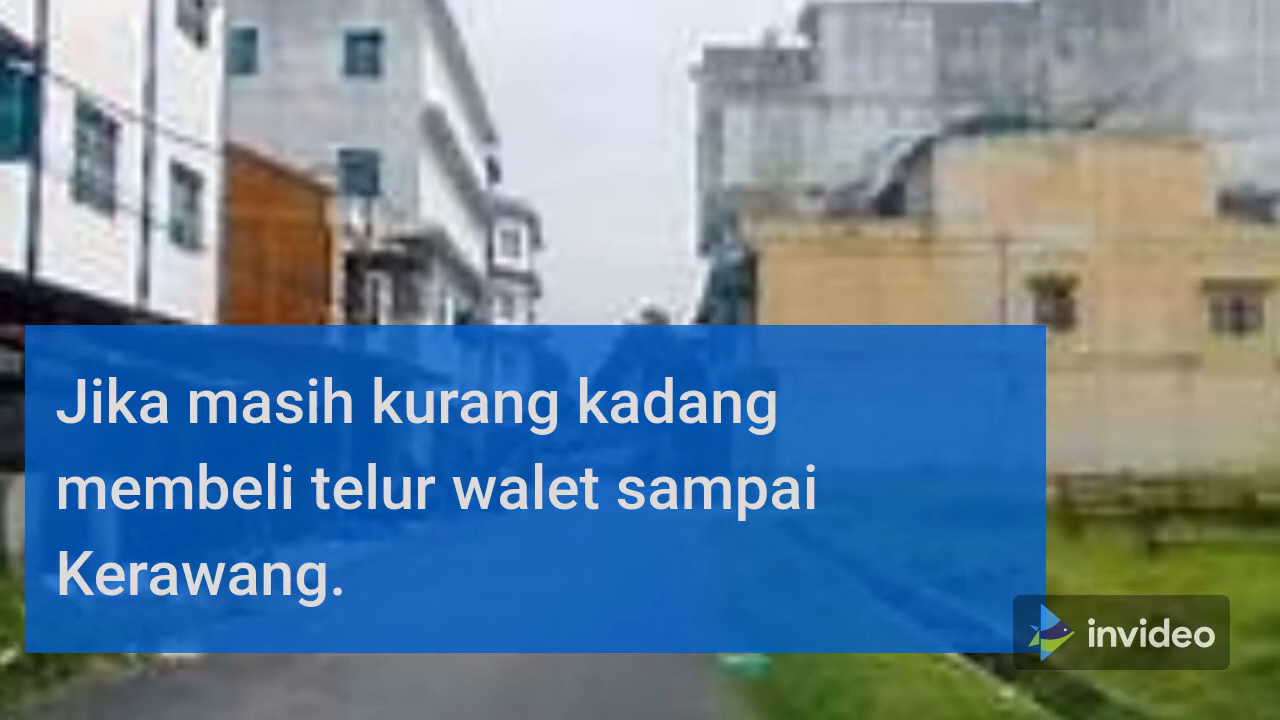 Jika masih kurang kadang
membeli telur walet sampai
Kerawang.
invideo